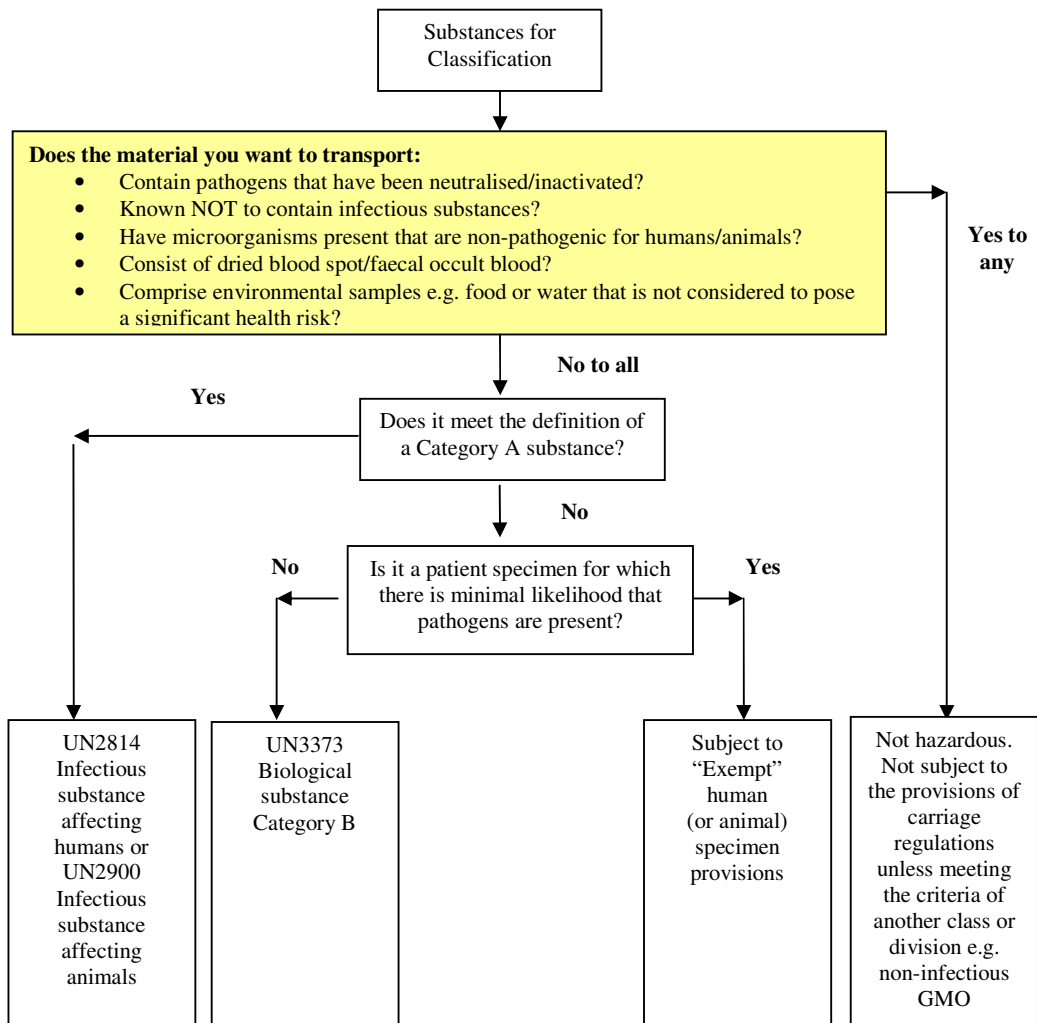 Substances for
Classification
Does the material you want to transport:
• Contain pathogens that have been neutralised/inactivated?
• Known NOT to contain infectious substances?
• Have microorganisms present that are non-pathogenic for humans/animals?
• Consist of dried blood spot/faecal occult blood?
• Comprise environmental samples e.g. food or water that is not considered to pose
a significant health risk?
Yes to
any
No to all
Yes
Does it meet the definition of
a Category A substance?
No
No
Is it a patient specimen for which
there is minimal likelihood that
pathogens are present?
Yes
UN2814
Infectious
substance
affecting
humans or
UN2900
Infectious
substance
affecting
animals
UN3373
Biological
substance
Category B
Subject to
“Exempt”
human
(or animal)
specimen
provisions
Not hazardous.
Not subject to
the provisions of
carriage
regulations
unless meeting
the criteria of
another class or
division e.g.
non-infectious
GMO